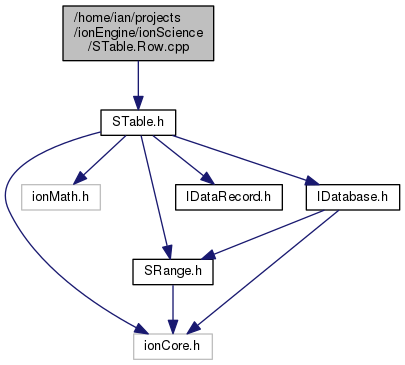 /home/ian/projects
/ionEngine/ionScience
/STable.Row.cpp
STable.h
ionMath.h
IDataRecord.h
IDatabase.h
SRange.h
ionCore.h